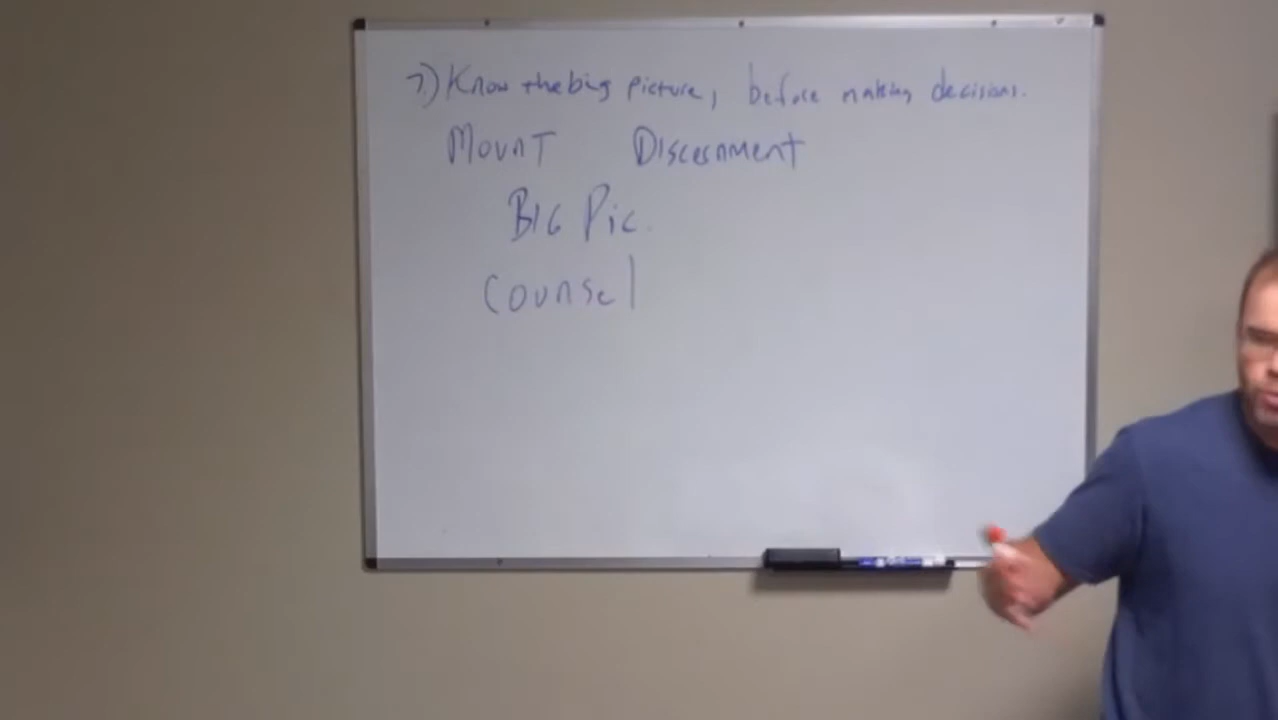 7.) Know the big picture, before making decisions.
Mount Discernment
BIG Pic.
Counsel